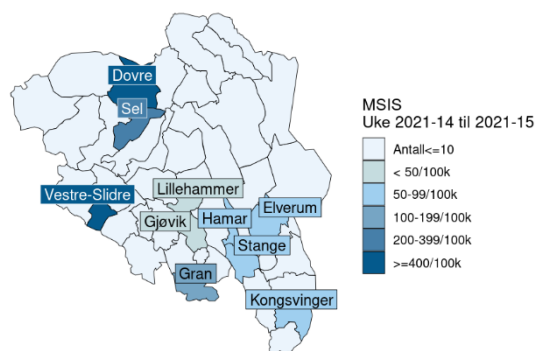 Dovre
Sel
Vestre-Slidre
Lillehammer
Gjøvik
Hamar
Elverum
Stange
Gran
Kongsvinger
MSIS
Uke 2021-14 til 2021-15
Antall<=10
< 50/100k
50-99/100k
100-199/100k
200-399/100k
>=400/100k